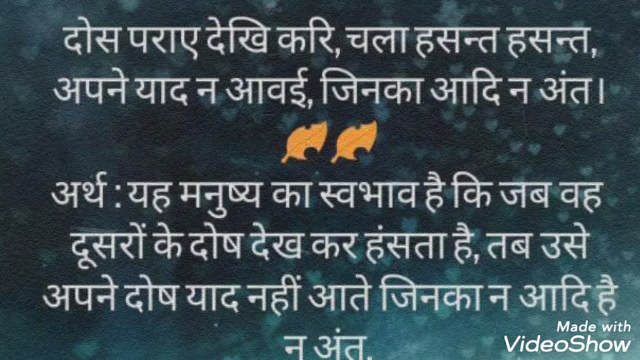 दोस पराए देखि करि, चला हसन्त हसन्त,
अपने याद न आवई, जिनका आदि न अंत।
🍂🍂
अर्थ : यह मनुष्य का स्वभाव है कि जब वह
दूसरों के दोष देख कर हंसता है, तब उसे
अपने दोष याद नहीं आते जिनका न आदि है
न अंत.
Made with
VideoShow